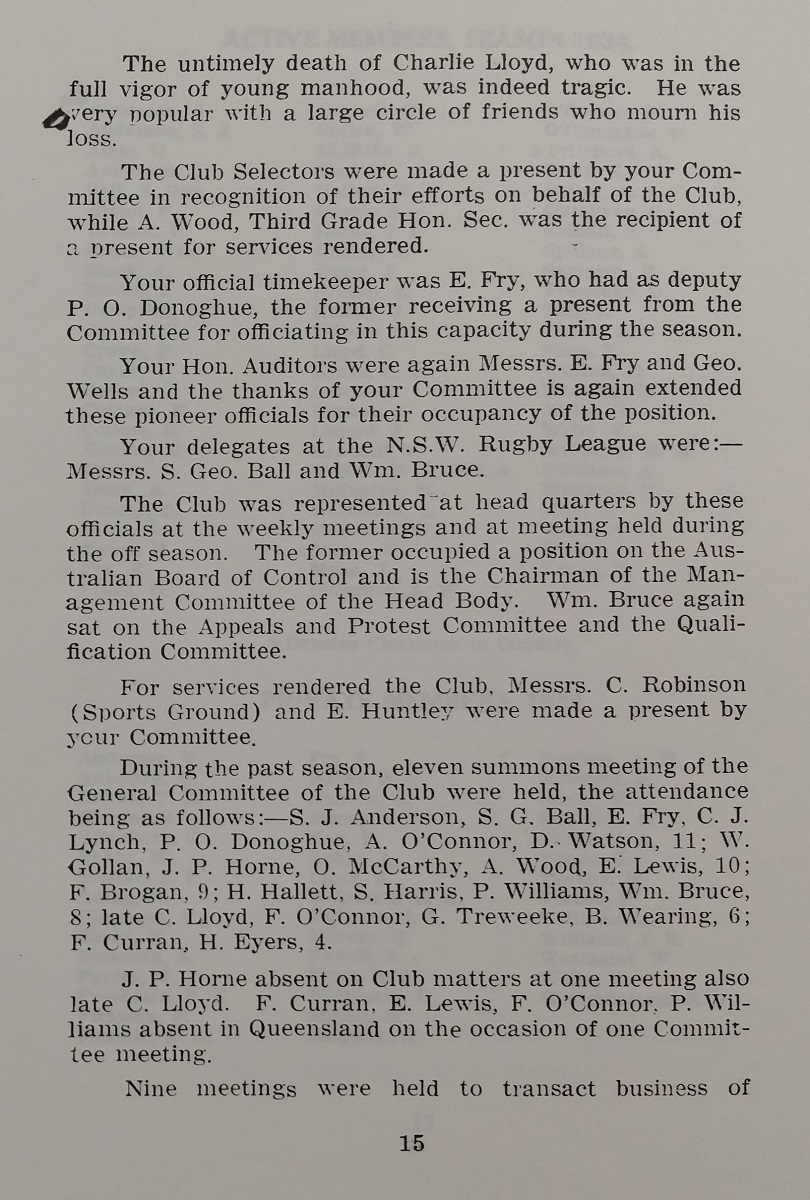 The untimely death of Charlie Lloyd, who was in the
full vigor of young manhood, was indeed tragic. He was
very popular with a large circle of friends who mourn his
loss.
The Club Selectors were made a present by your Com-
mittee in recognition of their efforts on behalf of the Club,
while A. Wood, Third Grade Hon. Sec. was the recipient of
a present for services rendered.
Your official timekeeper was E. Fry, who had as deputy
P. O. Donoghue, the former receiving a present from the
Committee for officiating in this capacity during the season.
Your Hon. Auditors were again Messrs. E. Fry and Geo.
Wells and the thanks of your Committee is again extended
these pioneer officials for their occupancy of the position.
Your delegates at the N.S.W. Rugby League were:—
Messrs. S. Geo. Ball and Wm. Bruce.
The Club was represented at head quarters by these
officials at the weekly meetings and at meeting held during
the off season. The former occupied a position on the Aus-
tralian Board of Control and is the Chairman of the Man-
agement Committee of the Head Body. Wm. Bruce again
sat on the Appeals and Protest Committee and the Quali-
fication Committee.
For services rendered the Club, Messrs. C. Robinson
(Sports Ground) and E. Huntley were made a present by
your Committee.
During the past season, eleven summons meeting of the
General Committee of the Club were held, the attendance
being as follows:—S. J. Anderson, S. G. Ball, E. Fry, C. J.
Lynch, P. O. Donoghue, A. O'Connor, D. Watson, 11; W.
Gollan, J. P. Horne, O. McCarthy, A. Wood, E. Lewis, 10;
F. Brogan, 9; H. Hallett, S. Harris, P. Williams, Wm. Bruce,
8; late C. Lloyd, F. O'Connor, G. Treweeke, B. Wearing, 6;
F. Curran, H. Eyers, 4.
J. P. Horne absent on Club matters at one meeting also
late C. Lloyd. F. Curran, E. Lewis, F. O'Connor, P. Wil-
liams absent in Queensland on the occasion of one Commit-
tee meeting.
Nine meetings were held to transact business of
15